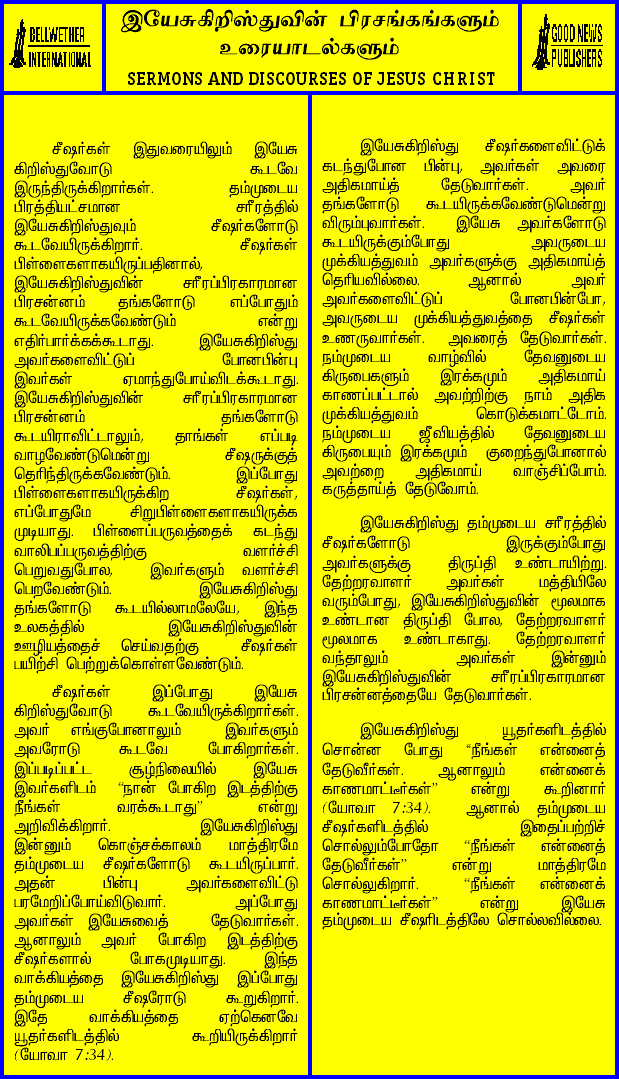 BELLWETHER
INTERNATIONAL
இயேசுகிறிஸ்துவின் பிரசங்கங்களும்
உரையாடல்களும்
SERMONS AND DISCOURSES OF JESUS CHRIST
GOOD NEWS
PUBLISHERS
சீஷர்கள் இதுவரையிலும் இயேசு
கிறிஸ்துவோடு கூடவே
இருந்திருக்கிறார்கள். தம்முடைய
பிரத்தியட்சமான சரீரத்தில்
இயேசுகிறிஸ்துவும் சீஷர்களோடு
கூடவேயிருக்கிறார். சீஷர்கள்
பிள்ளைகளாகயிருப்பதினால்,
இயேசுகிறிஸ்துவின் சரீரப்பிரகாரமான
பிரசன்னம் தங்களோடு எப்போதும்
கூடவேயிருக்கவேண்டும் என்று
எதிர்பார்க்கக்கூடாது. இயேசுகிறிஸ்து
அவர்களைவிட்டுப் போனபின்பு
இவர்கள் ஏமாந்துபோய்விடக்கூடாது.
இயேசுகிறிஸ்துவின் சரீரப்பிரகாரமான
பிரசன்னம் தங்களோடு
கூடயிராவிட்டாலும், தாங்கள் எப்படி
வாழவேண்டுமென்று சீஷருக்குத்
தெரிந்திருக்கவேண்டும். இப்போது
பிள்ளைகளாகயிருக்கிற சீஷர்கள்,
எப்போதுமே சிறுபிள்ளைகளாகயிருக்க
முடியாது. பிள்ளைப்பருவத்தைக் கடந்து
வாலிபப்பருவத்திற்கு வளர்ச்சி
பெறுவதுபோல, இவர்களும் வளர்ச்சி
பெறவேண்டும். இயேசுகிறிஸ்து
தங்களோடு கூடயில்லாமலேயே, இந்த
உலகத்தில் இயேசுகிறிஸ்துவின்
ஊழியத்தைச் செய்வதற்கு சீஷர்கள்
பயிற்சி பெற்றுக்கொள்ளவேண்டும்.
சீஷர்கள் இப்போது இயேசு
கிறிஸ்துவோடு கூடவேயிருக்கிறார்கள்.
அவர் எங்குபோனாலும் இவர்களும்
அவரோடு கூடவே போகிறார்கள்.
இப்படிப்பட்ட சூழ்நிலையில் இயேசு
இவர்களிடம் “நான் போகிற இடத்திற்கு
நீங்கள் வரக்கூடாது” என்று
அறிவிக்கிறார். இயேசுகிறிஸ்து
இன்னும் கொஞ்சக்காலம் மாத்திரமே
தம்முடைய சீஷர்களோடு கூடயிருப்பார்.
அதன் பின்பு அவர்களைவிட்டு
பரமேறிப்போய்விடுவார். அப்போது
அவர்கள் இயேசுவைத் தேடுவார்கள்.
ஆனாலும் அவர் போகிற இடத்திற்கு
சீஷர்களால் போகமுடியாது. இந்த
வாக்கியத்தை இயேசுகிறிஸ்து இப்போது
தம்முடைய சீஷரோடு கூறுகிறார்.
இதே வாக்கியத்தை ஏற்கெனவே
யூதர்களிடத்தில் கூறியிருக்கிறார்
(யோவா 7:34).
இயேசுகிறிஸ்து சீஷர்களைவிட்டுக்
கடந்துபோன பின்பு, அவர்கள் அவரை
அதிகமாய்த் தேடுவார்கள். அவர்
தங்களோடு கூடயிருக்கவேண்டுமென்று
விரும்புவார்கள். இயேசு அவர்களோடு
கூடயிருக்கும்போது அவருடைய
முக்கியத்துவம் அவர்களுக்கு அதிகமாய்த்
தெரியவில்லை. ஆனால் அவர்
அவர்களைவிட்டுப் போனபின்போ,
அவருடைய முக்கியத்துவத்தை சீஷர்கள்
உணருவார்கள். அவரைத் தேடுவார்கள்.
நம்முடைய வாழ்வில் தேவனுடைய
கிருபைகளும் இரக்கமும் அதிகமாய்
காணப்பட்டால் அவற்றிற்கு நாம் அதிக
முக்கியத்துவம் கொடுக்கமாட்டோம்.
நம்முடைய ஜீவியத்தில் தேவனுடைய
கிருபையும் இரக்கமும் குறைந்துபோனால்
அவற்றை அதிகமாய் வாஞ்சிப்போம்.
கருத்தாய்த் தேடுவோம்.
இயேசுகிறிஸ்து தம்முடைய சரீரத்தில்
சீஷர்களோடு இருக்கும்போது
அவர்களுக்கு திருப்தி உண்டாயிற்று.
தேற்றரவாளர் அவர்கள் மத்தியிலே
வரும்போது, இயேசுகிறிஸ்துவின் மூலமாக
உண்டான திருப்தி போல, தேற்றரவாளர்
மூலமாக உண்டாகாது. தேற்றரவாளர்
வந்தாலும் அவர்கள் இன்னும்
இயேசுகிறிஸ்துவின் சரீரப்பிரகாரமான
பிரசன்னத்தையே தேடுவார்கள்.
இயேசுகிறிஸ்து யூதர்களிடத்தில்
சொன்ன போது “நீங்கள் என்னைத்
தேடுவீர்கள். ஆனாலும் என்னைக்
காணமாட்டீர்கள்” என்று கூறினார்
(யோவா 7:34). ஆனால் தம்முடைய
சீஷர்களிடத்தில் இதைப்பற்றிச்
சொல்லும்போதோ “நீங்கள் என்னைத்
தேடுவீர்கள்” என்று மாத்திரமே
சொல்லுகிறார். “நீங்கள் என்னைக்
காணமாட்டீர்கள்” என்று இயேசு
தம்முடைய சீஷரிடத்திலே சொல்லவில்லை.